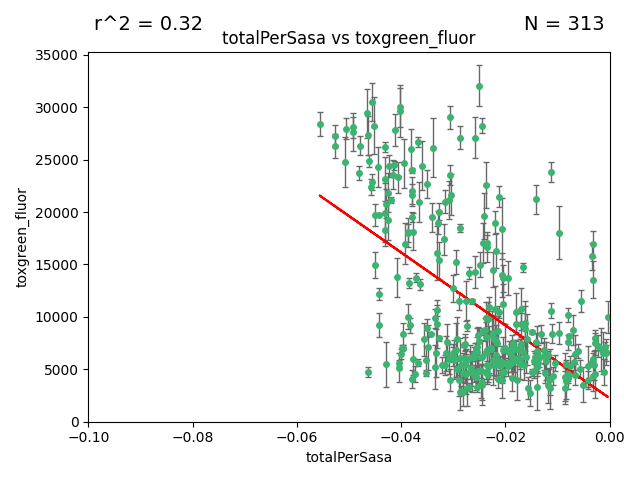 r^2 = 0.32
N = 313
totalPerSasa vs toxgreen_fluor
toxgreen_fluor
35000
30000
25000
20000
15000
10000
5000
0
−0.10
−0.08
−0.06
−0.04
−0.02
0.00
totalPerSasa